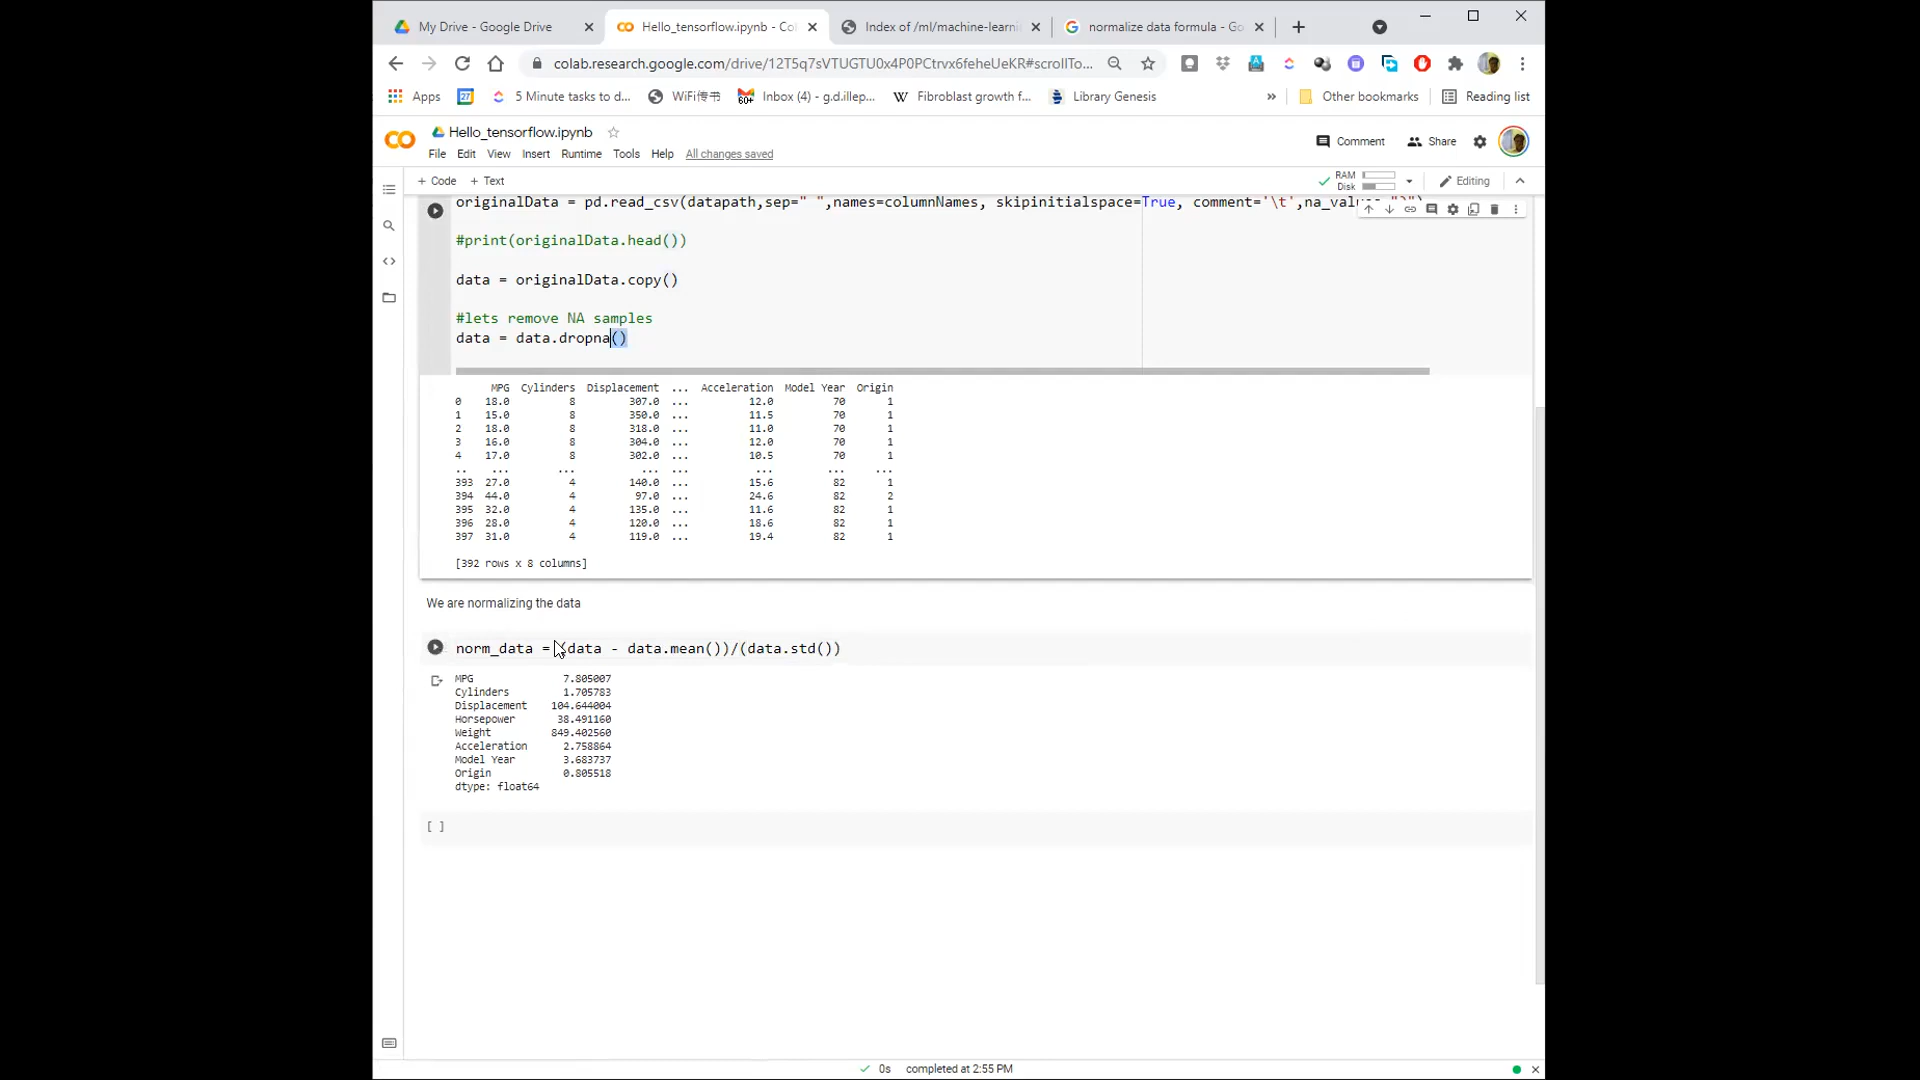 My Drive - Google Drive
Hello_tensorflow.ipynb - Co
Index of /ml/machine-learni
normalize data formula - Go
colab.research.google.com/drive/12T5q7sVTUGTU0x4P0PCtrvx6feheUeKR#scrollTo...
Apps
27
5 Minute tasks to d...
WiFi传书
60+
Inbox (4) - g.d.illep...
W
Fibroblast growth f...
Library Genesis
»
Other bookmarks
Reading list
CO
Hello_tensorflow.ipynb
Comment
Share
File Edit View Insert Runtime Tools Help All changes saved
+ Code + Text
RAM
Disk
Editing
originalData = pd.read_csv(datapath,sep=" ",names=columnNames, skipinitialspace=True, comment='\t',na_values
#print(originalData.head())
data = originalData.copy()
#lets remove NA samples
data = data.dropna()
MPG Cylinders Displacement ... Acceleration Model Year Origin
0 18.0 8 307.0 ... 12.0 70 1
1 15.0 8 350.0 ... 11.5 70 1
2 18.0 8 318.0 ... 11.0 70 1
3 16.0 8 304.0 ... 12.0 70 1
4 17.0 8 302.0 ... 10.5 70 1
.. ... ... ... ... ... ... ...
393 27.0 4 140.0 ... 15.6 82 1
394 44.0 4 97.0 ... 24.6 82 2
395 32.0 4 135.0 ... 11.6 82 1
396 28.0 4 120.0 ... 18.6 82 1
397 31.0 4 119.0 ... 19.4 82 1
[392 rows x 8 columns]
We are normalizing the data
norm_data = (data - data.mean())/(data.std())
MPG 7.805007
Cylinders 1.705783
Displacement 104.644004
Horsepower 38.491160
Weight 849.402560
Acceleration 2.758864
Model Year 3.683737
Origin 0.805518
dtype: float64
[ ]
0s completed at 2:55 PM